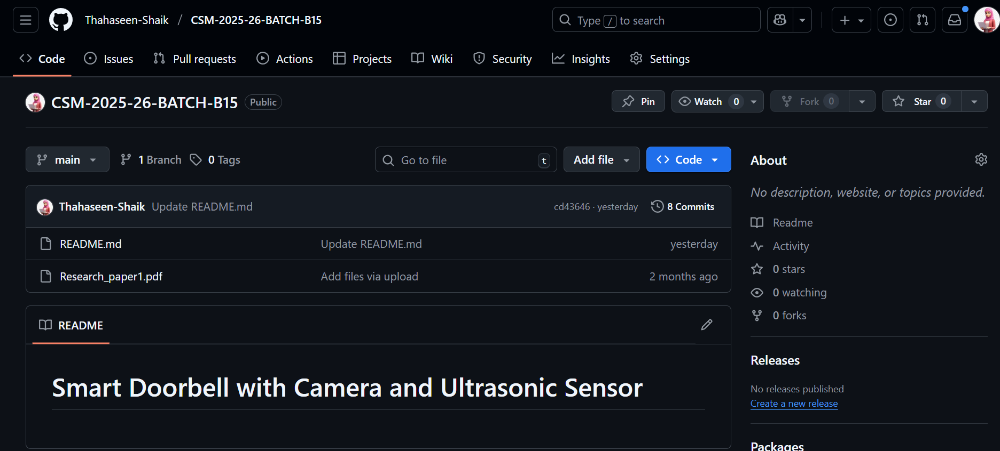 Thahaseen-Shaik / CSM-2025-26-BATCH-B15
Type / to search
Code Issues Pull requests Actions Projects Wiki Security Insights Settings
CSM-2025-26-BATCH-B15 Public
Pin Watch 0 Fork 0 Star 0
main 1 Branch 0 Tags Go to file t Add file Code
Thahaseen-Shaik Update README.md cd43646 · yesterday 8 Commits
README.md Update README.md yesterday
Research_paper1.pdf Add files via upload 2 months ago
README
Smart Doorbell with Camera and Ultrasonic Sensor
About
No description, website, or topics provided.
Readme
Activity
0 stars
0 watching
0 forks
Releases
No releases published
Create a new release
Packages